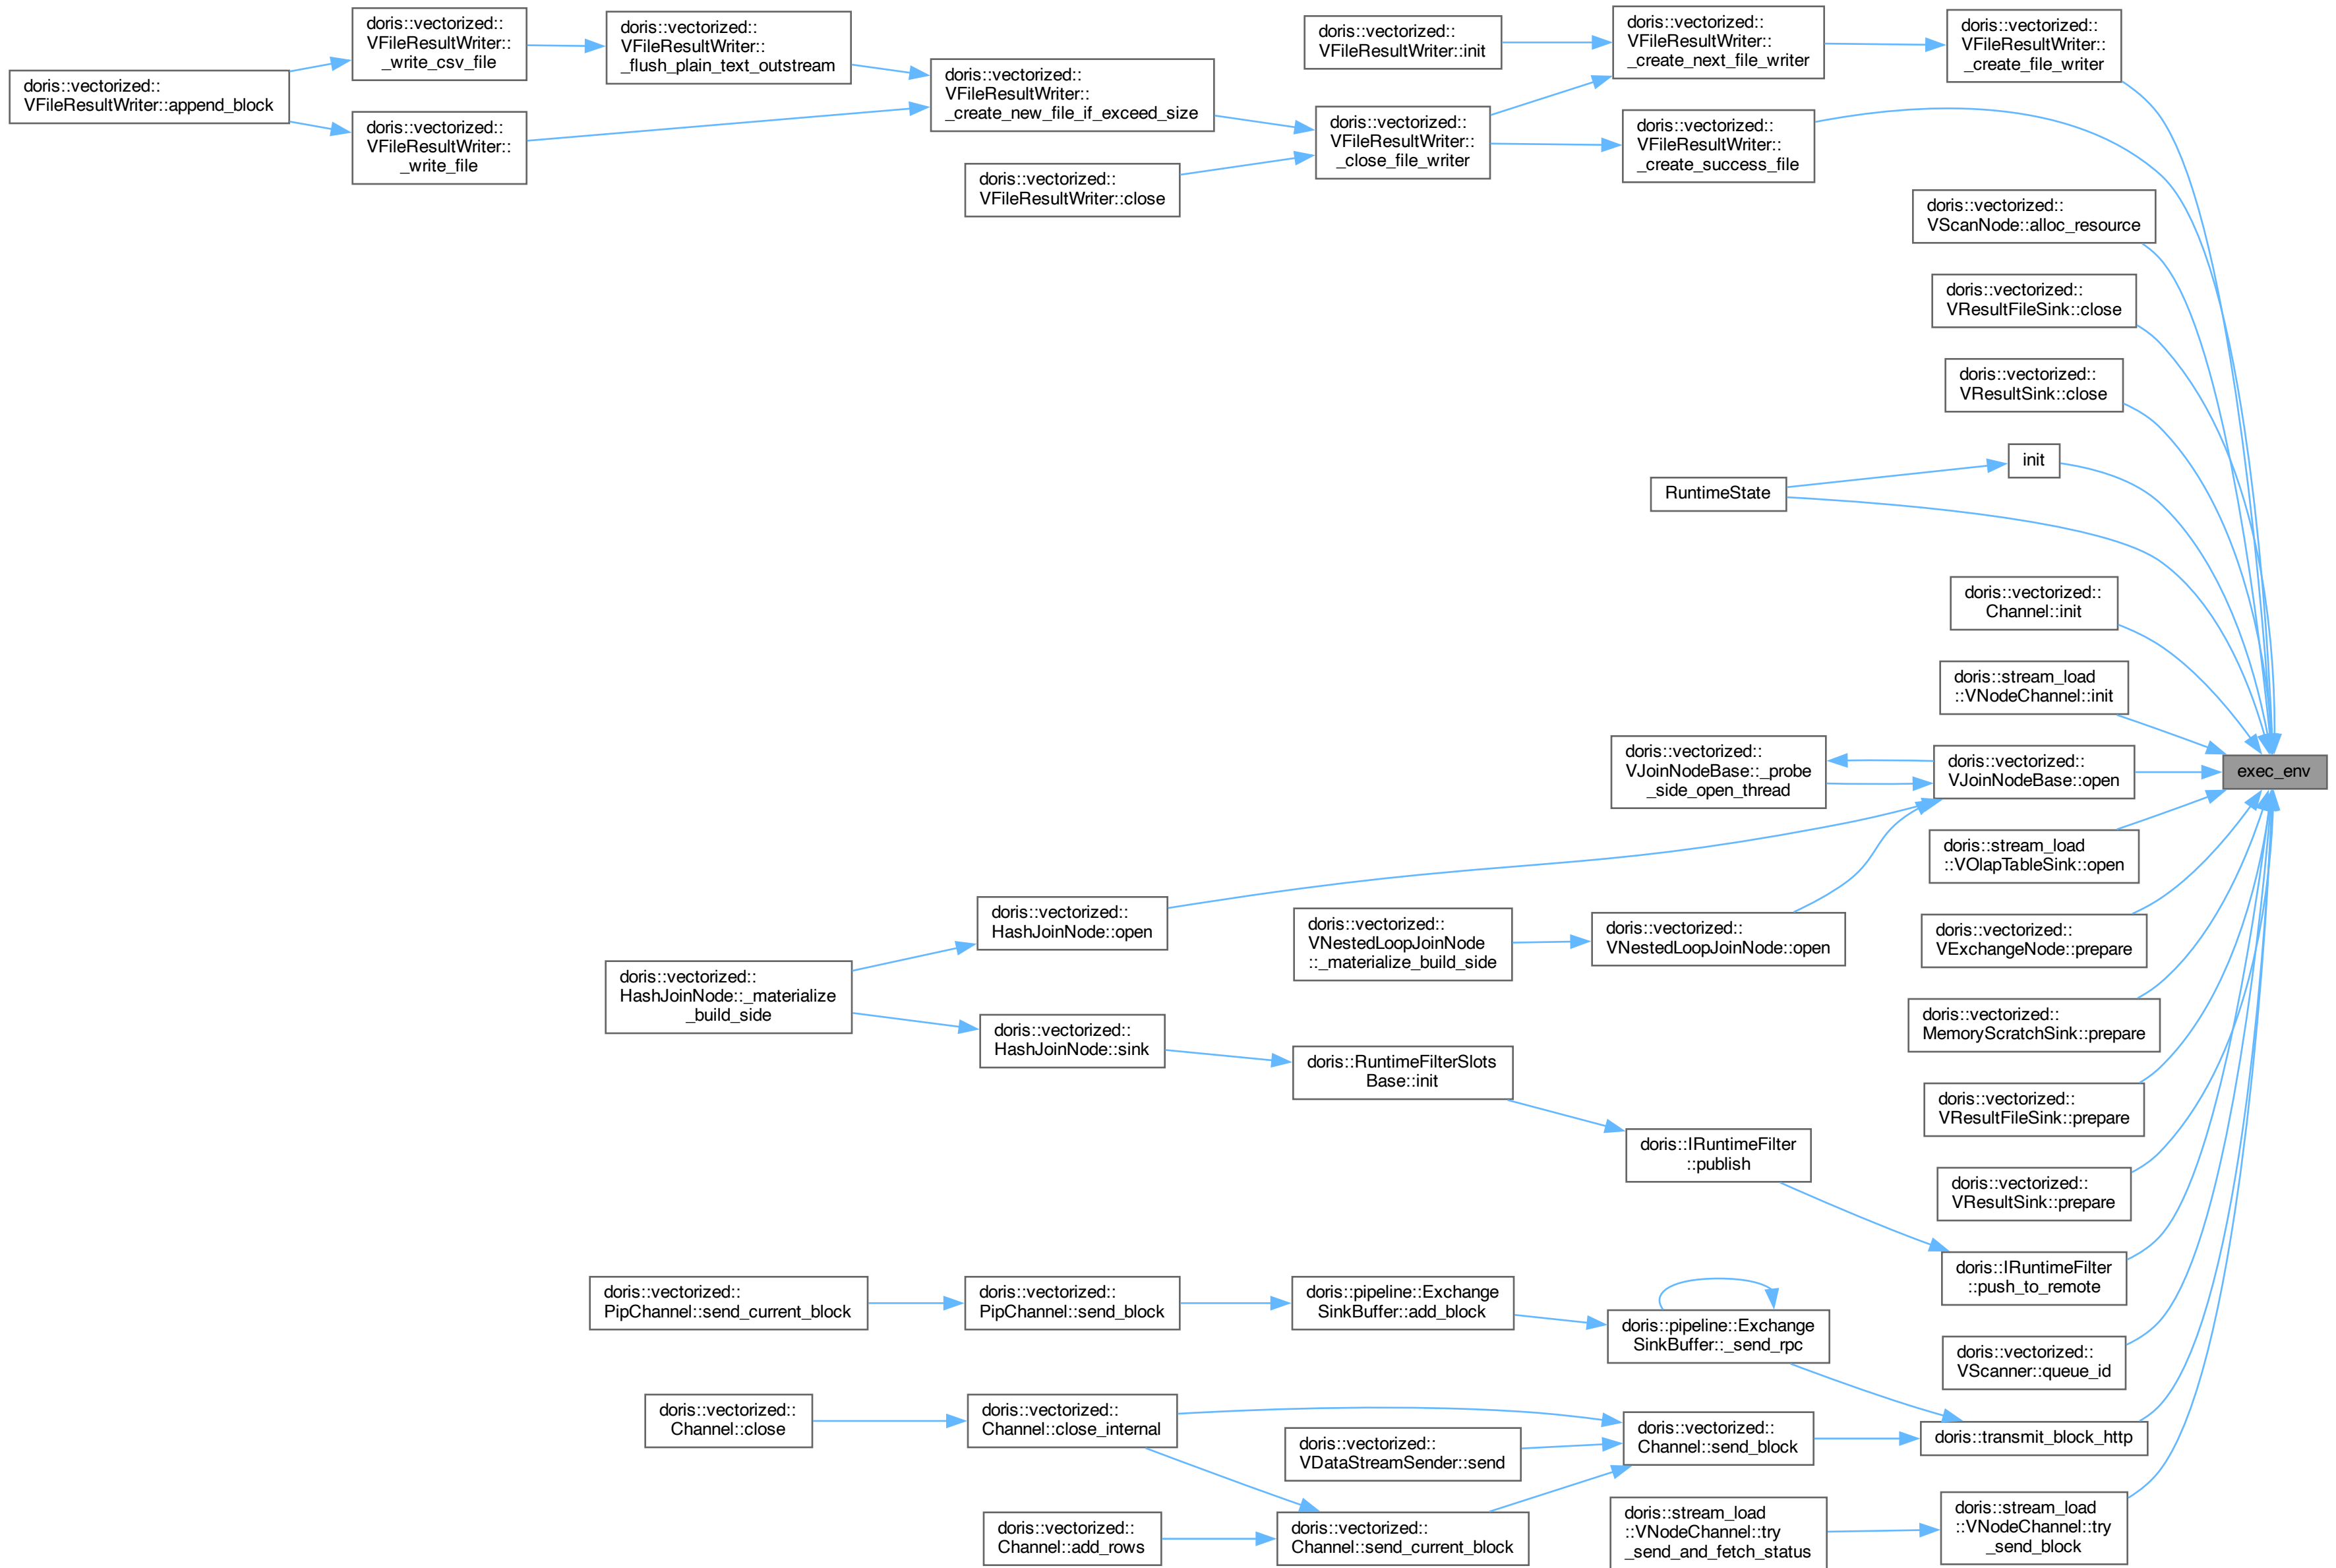 doris::vectorized::
VFileResultWriter::append_block
doris::vectorized::
VFileResultWriter::
_write_csv_file
doris::vectorized::
VFileResultWriter::
_write_file
doris::vectorized::
VFileResultWriter::
_flush_plain_text_outstream
doris::vectorized::
VFileResultWriter::
_create_new_file_if_exceed_size
doris::vectorized::
VFileResultWriter::close
doris::vectorized::
VFileResultWriter::init
doris::vectorized::
VFileResultWriter::
_close_file_writer
doris::vectorized::
VFileResultWriter::
_create_next_file_writer
doris::vectorized::
VFileResultWriter::
_create_success_file
doris::vectorized::
VFileResultWriter::
_create_file_writer
doris::vectorized::
VScanNode::alloc_resource
doris::vectorized::
VResultFileSink::close
doris::vectorized::
VResultSink::close
init
RuntimeState
doris::vectorized::
Channel::init
doris::stream_load
::VNodeChannel::init
doris::vectorized::
VJoinNodeBase::_probe
_side_open_thread
doris::vectorized::
VJoinNodeBase::open
exec_env
doris::stream_load
::VOlapTableSink::open
doris::vectorized::
HashJoinNode::open
doris::vectorized::
VNestedLoopJoinNode
::_materialize_build_side
doris::vectorized::
VNestedLoopJoinNode::open
doris::vectorized::
VExchangeNode::prepare
doris::vectorized::
HashJoinNode::_materialize
_build_side
doris::vectorized::
HashJoinNode::sink
doris::RuntimeFilterSlots
Base::init
doris::vectorized::
MemoryScratchSink::prepare
doris::vectorized::
VResultFileSink::prepare
doris::IRuntimeFilter
::publish
doris::vectorized::
VResultSink::prepare
doris::IRuntimeFilter
::push_to_remote
doris::vectorized::
PipChannel::send_current_block
doris::vectorized::
PipChannel::send_block
doris::pipeline::Exchange
SinkBuffer::add_block
doris::pipeline::Exchange
SinkBuffer::_send_rpc
doris::vectorized::
VScanner::queue_id
doris::vectorized::
Channel::close
doris::vectorized::
Channel::close_internal
doris::vectorized::
VDataStreamSender::send
doris::vectorized::
Channel::send_block
doris::transmit_block_http
doris::vectorized::
Channel::add_rows
doris::vectorized::
Channel::send_current_block
doris::stream_load
::VNodeChannel::try
_send_and_fetch_status
doris::stream_load
::VNodeChannel::try
_send_block